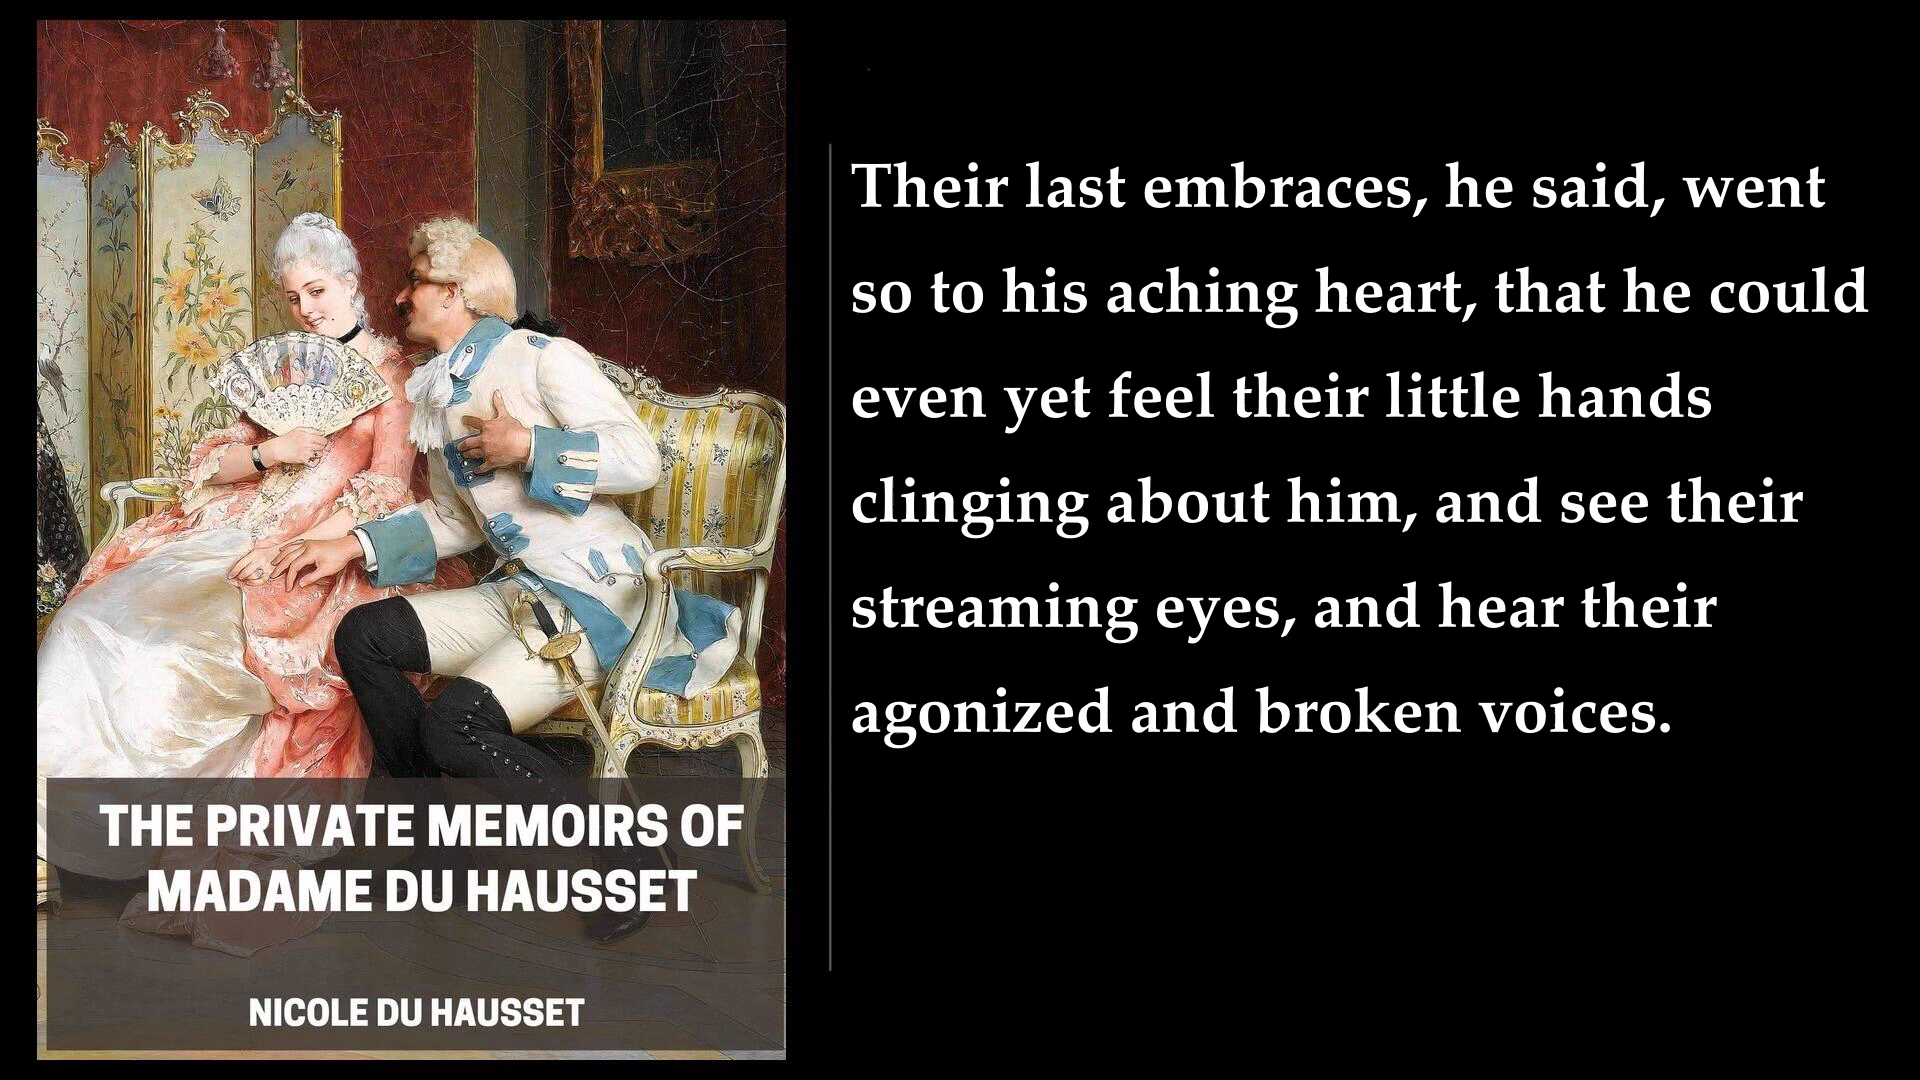 THE PRIVATE MEMOIRS OF
MADAME DU HAUSSET
NICOLE DU HAUSSET
Their last embraces, he said, went
so to his aching heart, that he could
even yet feel their little hands
clinging about him, and see their
streaming eyes, and hear their
agonized and broken voices.